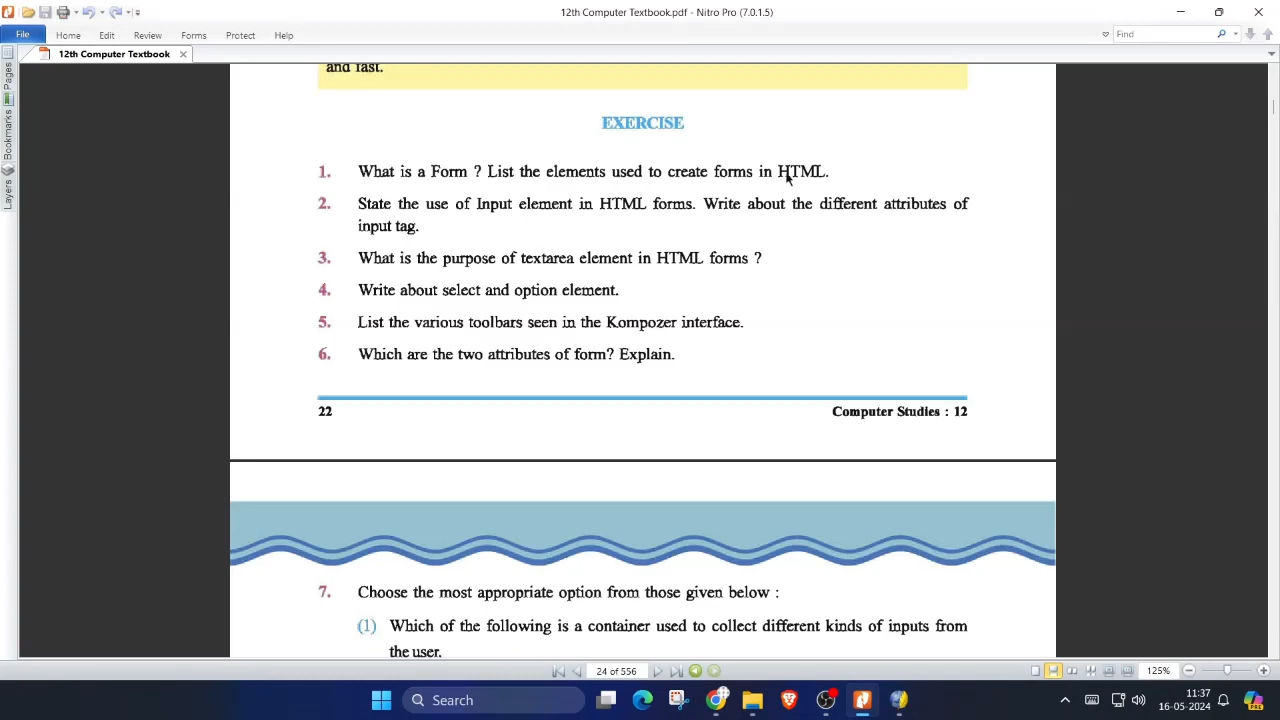 12th Computer Textbook.pdf - Nitro Pro (7.0.1.5)
File Home Edit Review Forms Protect Help Find
12th Computer Textbook
Pages
Bookmarks
Layers
and fast.
EXERCISE
1. What is a Form ? List the elements used to create forms in HTML.
2. State the use of Input element in HTML forms. Write about the different attributes of
input tag.
3. What is the purpose of textarea element in HTML forms ?
4. Write about select and option element.
5. List the various toolbars seen in the Kompozer interface.
6. Which are the two attributes of form? Explain.
22 Computer Studies : 12
7. Choose the most appropriate option from those given below :
(1) Which of the following is a container used to collect different kinds of inputs from
the user.
24 of 556 125%
Search 11:37
16-05-2024